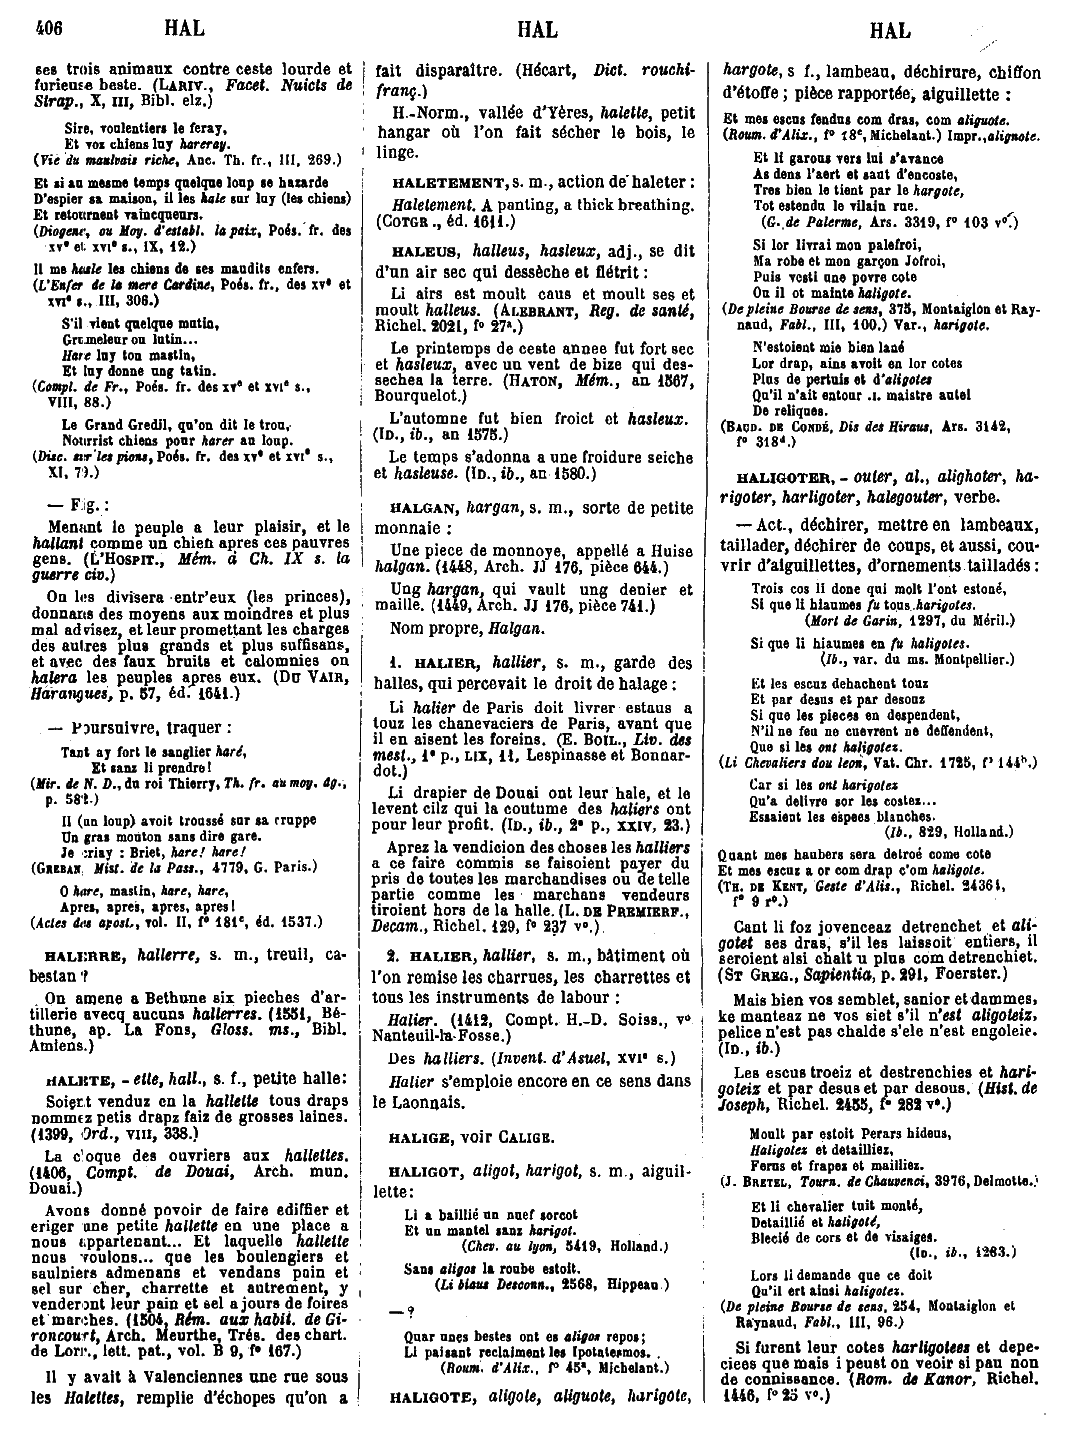 406 HAL HAL HAL
ses trois animaux contre ceste lourde et
furieuse beste. (LARIV., Facet. Nuicts de
Strap., X, III, Bibl. elz.)
Sire, voulentiers le feray,
Et voz chiens luy hareray.
(Vie du maulvais riche, Anc. Th. fr., III, 269.)
Et si au mesme temps quelque loup se hazarde
D'espier sa maison, il les hale sur luy (les chiens)
Et retournent vaincqueurs.
(Diogene, ou Moy. d'establ. la paix, Poés. fr. des
xvᵉ et xviᵉ s., IX, 12.)
Il me hasle les chiens de ses maudits enfers.
(L'Enfer de la mere Cardine, Poés. fr., des xvᵉ et
xviᵉ s., III, 306.)
S'il vient quelque matin,
Grumeleur ou lutin...
Hare luy ton mastin,
Et luy donne ung tatin.
(Compl. de Fr., Poés. fr. des xvᵉ et xviᵉ s.,
VIII, 88.)
Le Grand Gredil, qu'on dit le trou,
Nourrist chiens pour harer au loup.
(Disc. sur les pions, Poés. fr. des xvᵉ et xviᵉ s.,
XI, 79.)
— Fig. :
Menant le peuple a leur plaisir, et le
hallant comme un chien apres ces pauvres
gens. (L'HOSPIT., Mém. à Ch. IX s. la
guerre civ.)
On les divisera entr'eux (les princes),
donnans des moyens aux moindres et plus
mal advisez, et leur promettant les charges
des autres plus grands et plus suffisans,
et avec des faux bruits et calomnies on
halera les peuples apres eux. (DU VAIR,
Harangues, p. 57, éd. 1641.)
— Poursuivre, traquer :
Tant ay fort le sanglier haré,
Et sanz li prendre !
(Mir. de N. D., du roi Thierry, Th. fr. au moy. âg.,
p. 582.)
Il (un loup) avoit troussé sur sa cruppe
Un gras mouton sans dire gare.
Je criay : Briet, hare! hare!
(GREBAN, Mist. de la Pass., 4779, G. Paris.)
O hare, mastin, hare, hare,
Apres, apres, apres, apres!
(Actes des apost., vol. II, fº 181ᶜ, éd. 1537.)
HALERRE, hallerre, s. m., treuil, ca-
bestan ?
On amene a Bethune six pieches d'ar-
tillerie avecq aucuns hallerres. (1551, Bé-
thune, ap. La Fons, Gloss. ms., Bibl.
Amiens.)
HALETE, - ette, hall., s. f., petite halle:
Soient venduz en la hallette tous draps
nommez petis drapz faiz de grosses laines.
(1399, Ord., VIII, 338.)
La cloque des ouvriers aux hallettes.
(1406, Compt. de Douai, Arch. mun.
Douai.)
Avons donné povoir de faire ediffier et
eriger une petite hallette en une place a
nous appartenant... Et laquelle hallette
nous voulons... que les boulengiers et
saulniers admenans et vendans pain et
sel sur cher, charrette et autrement, y
venderont leur pain et sel a jours de foires
et marches. (1504, Rém. aux habit. de Gi-
roncourt, Arch. Meurthe, Trés. des chart.
de Lorr., lett. pat., vol. B 9, fº 167.)
Il y avait à Valenciennes une rue sous
les Halettes, remplie d'échopes qu'on a
fait disparaître. (Hécart, Dict. rouchi-
franç.)
H.-Norm., vallée d'Yères, halette, petit
hangar où l'on fait sécher le bois, le
linge.
HALETEMENT, s. m., action de haleter :
Haletement. A panting, a thick breathing.
(COTGR., éd. 1611.)
HALEUS, halleus, hasleux, adj., se dit
d'un air sec qui dessèche et flétrit :
Li airs est moult caus et moult ses et
moult halleus. (ALEBRANT, Reg. de santé,
Richel. 2021, fº 27ᵃ.)
Le printemps de ceste annee fut fort sec
et hasleux, avec un vent de bize qui des-
sechea la terre. (HATON, Mém., an 1567,
Bourquelot.)
L'automne fut bien froict et hasleux.
(ID., ib., an 1575.)
Le temps s'adonna a une froidure seiche
et hasleuse. (ID., ib., an 1580.)
HALGAN, hargan, s. m., sorte de petite
monnaie :
Une piece de monnoye, appellé a Huise
halgan. (1448, Arch. JJ 176, pièce 644.)
Ung hargan, qui vault ung denier et
maille. (1449, Arch. JJ 176, pièce 741.)
Nom propre, Halgan.
1. HALIER, hallier, s. m., garde des
halles, qui percevait le droit de halage :
Li halier de Paris doit livrer estaus a
touz les chanevaciers de Paris, avant que
il en aisent les foreins. (E. BOIL., Liv. des
mest., 1ᵉ p., LIX, 11, Lespinasse et Bonnar-
dot.)
Li drapier de Douai ont leur hale, et le
levent cilz qui la coutume des haliers ont
pour leur profit. (ID., ib., 2ᵉ p., XXIV, 23.)
Aprez la vendicion des choses les halliers
a ce faire commis se faisoient payer du
pris de toutes les marchandises ou de telle
partie comme les marchans vendeurs
tiroient hors de la halle. (L. DE PREMIERF.,
Decam., Richel. 129, fº 237 vº.)
2. HALIER, hallier, s. m., bâtiment où
l'on remise les charrues, les charrettes et
tous les instruments de labour :
Halier. (1412, Compt. H.-D. Soiss., vº
Nanteuil-la-Fosse.)
Des halliers. (Invent. d'Asuel, XVIᵉ s.)
Halier s'emploie encore en ce sens dans
le Laonnais.
HALIGE, voir CALIGE.
HALIGOT, aligot, harigot, s. m., aiguil-
lette:
Li a baillié un nuef sorcot
Et un mantel sanz harigot.
(Chev. au lyon, 5419, Holland.)
Sans aligos la roube estoit.
(Li biaus Desconn., 2568, Hippeau.)
— ?
Quar unes bestes ont es aligos repos;
Li paisant reclaiment les Ipotatesmos.
(Roum. d'Alix., fº 45ᵃ, Michelant.)
HALIGOTE, aligote, aliguote, harigote,
hargote, s f., lambeau, déchirure, chiffon
d'étoffe ; pièce rapportée, aiguillette :
Et mes escus fendus com dras, com aliguote.
(Roum. d'Alix., fº 18ᶜ, Michelant.) Impr., alignote.
Et li garous vers lui s'avance
As dens l'aert et saut d'encoste,
Tres bien le tient par le hargote,
Tot estendu le vilain rue.
(G. de Palerme, Ars. 3319, fº 103 vº.)
Si lor livrai mon palefroi,
Ma robe et mon garçon Jofroi,
Puis vesti une povre cote
Ou il ot mainte haligote.
(De pleine Bourse de sens, 375, Montaiglon et Ray-
naud, Fabl., III, 100.) Var., harigote.
N'estoient mie bien lané
Lor drap, ains avoit en lor cotes
Plus de pertuis et d'aligotes
Qu'il n'ait entour .I. maistre autel
De reliques.
(BAUD. DE CONDÉ, Dis des Hiraus, Ars. 3142,
fº 318ᵈ.)
HALIGOTER, - outer, al., alighoter, ha-
rigoter, harligoter, halegouter, verbe.
— Act., déchirer, mettre en lambeaux,
taillader, déchirer de coups, et aussi, cou-
vrir d'aiguillettes, d'ornements tailladés :
Trois cos li done qui molt l'ont estoné,
Si que li hiaumes fu tous harigotes.
(Mort de Garin, 1297, du Méril.)
Si que li hiaumes en fu haligotes.
(Ib., var. du ms. Montpellier.)
Et les escuz dehachent touz
Et par desus et par desouz
Si que les pieces en despendent,
N'il ne feu ne cuevrent ne deffendent,
Que si les ont haligotez.
(Li Chevaliers dou leon, Vat. Chr. 1725, fº 144ᵇ.)
Car si les ont harigotez
Qu'a delivre sor les costez...
Essaient les espees blanches.
(Ib., 829, Holland.)
Quant mes haubers sera detroé come cote
Et mes escuz a or com drap c'om haligote.
(TH. DE KENT, Geste d'Alis., Richel. 24364,
fº 9 rº.)
Cant li foz jovenceaz detrenchet et ali-
gotet ses dras, s'il les laissoit entiers, il
seroient alsi chalt u plus com detrenchiet.
(ST GREG., Sapientia, p. 291, Foerster.)
Mais bien vos semblet, sanior et dammes,
ke manteaz ne vos siet s'il n'est aligoteiz,
pelice n'est pas chalde s'ele n'est engoleie.
(ID., ib.)
Les escus troeiz et destrenchies et hari-
goteiz et par desus et par desous. (Hist. de
Joseph, Richel. 2455, fº 282 vº.)
Moult par estoit Perars hideus,
Haligotez et detailliez,
Ferus et frapez et mailliez.
(J. BRETEL, Tourn. de Chauvenci, 3976, Delmotte.)
Et li chevalier tuit monté,
Detaillié et haligoté,
Blecié de cors et de visaiges.
(ID., ib., 1263.)
Lors li demande que ce doit
Qu'il ert ainsi haligotez.
(De pleine Bourse de sens, 254, Montaiglon et
Raynaud, Fabl., III, 96.)
Si furent leur cotes harligotees et depe-
ciees que mais i peust on veoir si pau non
de connissance. (Rom. de Kanor, Richel.
1446, fº 25 vº.)